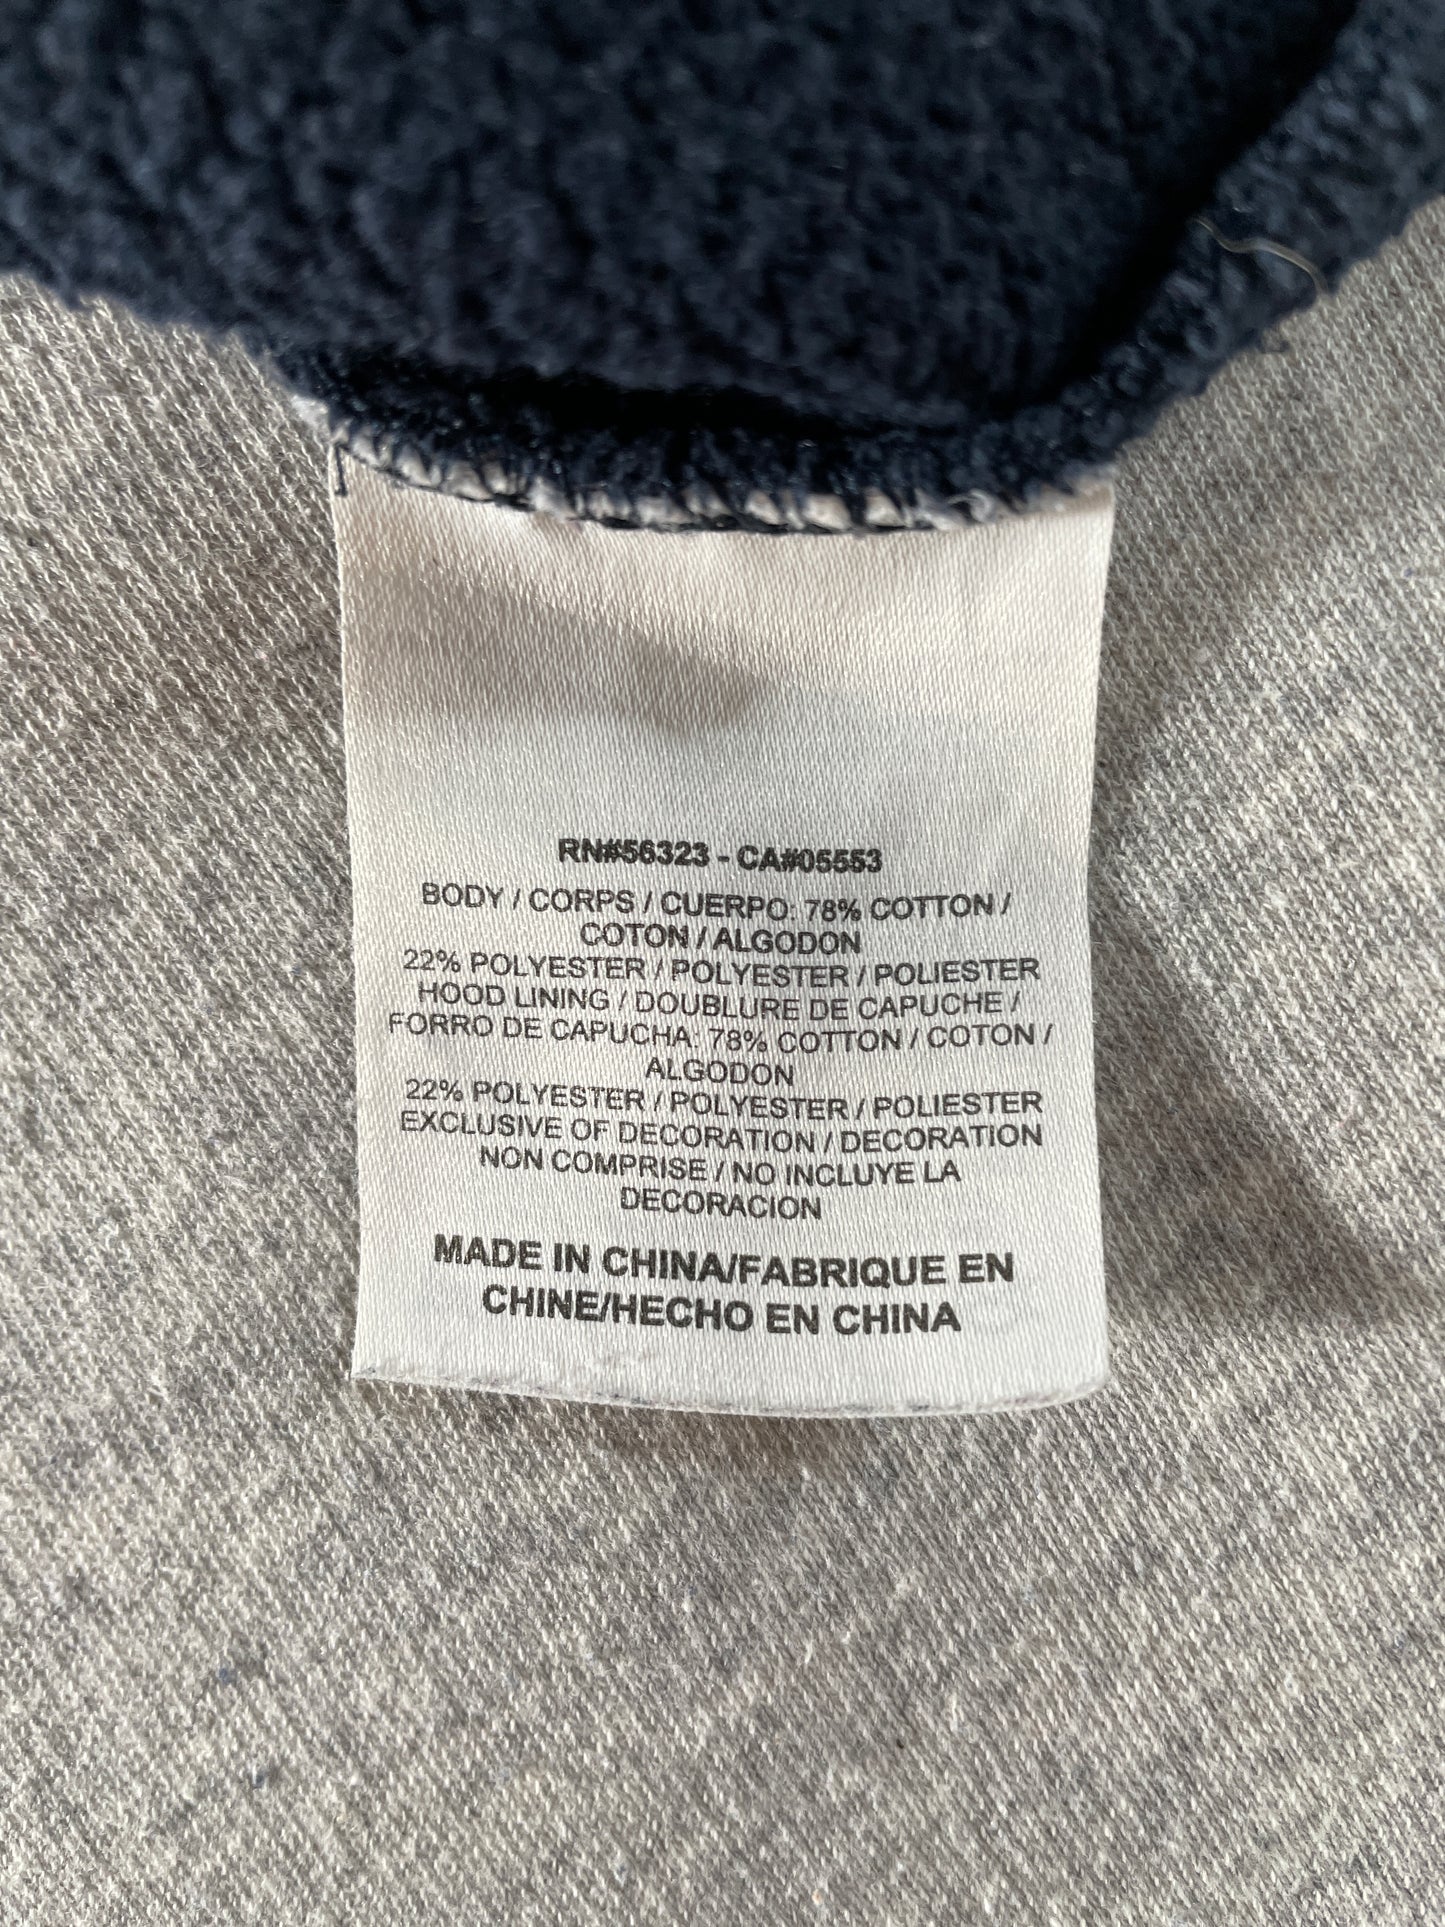 RN#56323 - CA#05553
BODY / CORPS / CUERPO: 78% COTTON /
COTON / ALGODON
22% POLYESTER / POLYESTER / POLIESTER
HOOD LINING / DOUBLURE DE CAPUCHE /
FORRO DE CAPUCHA: 78% COTTON / COTON /
ALGODON
22% POLYESTER / POLYESTER / POLIESTER
EXCLUSIVE OF DECORATION / DECORATION
NON COMPRISE / NO INCLUYE LA
DECORACION
MADE IN CHINA/FABRIQUE EN
CHINE/HECHO EN CHINA